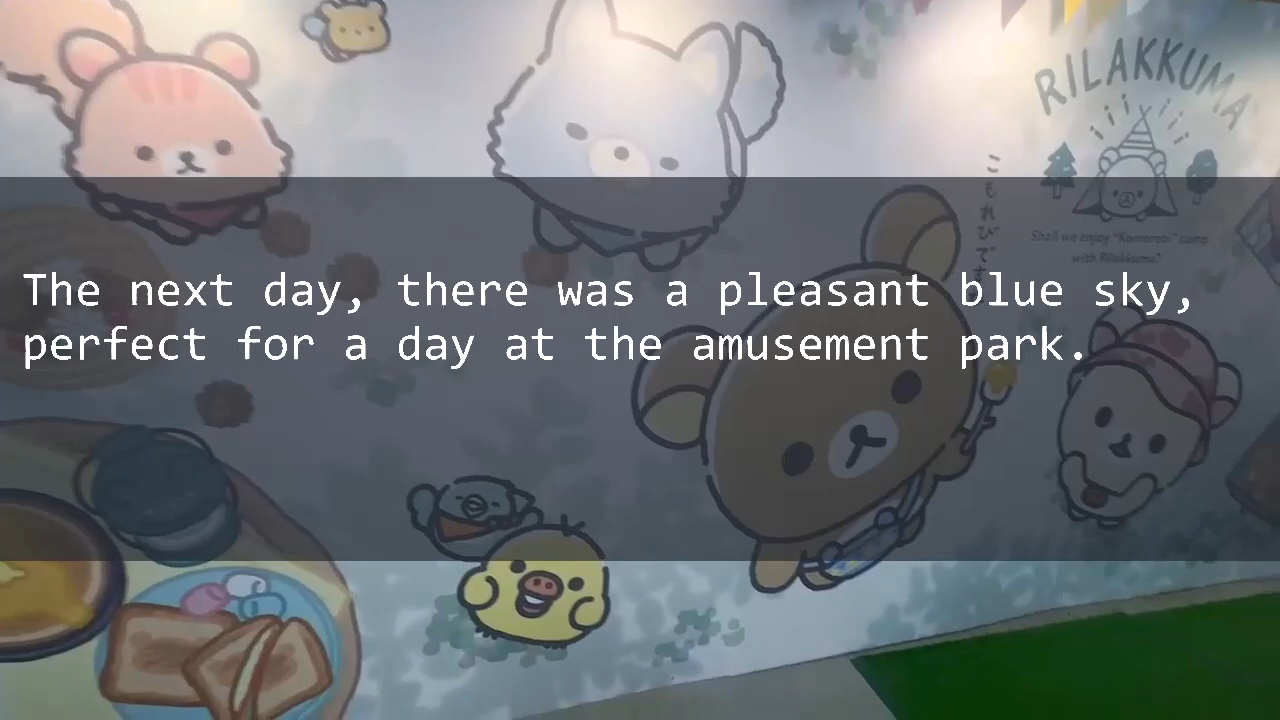 RILAKKUMA
こもれびです
Shall we enjoy "Komorebi" camp
with Rilakkuma?
The next day, there was a pleasant blue sky,
perfect for a day at the amusement park.